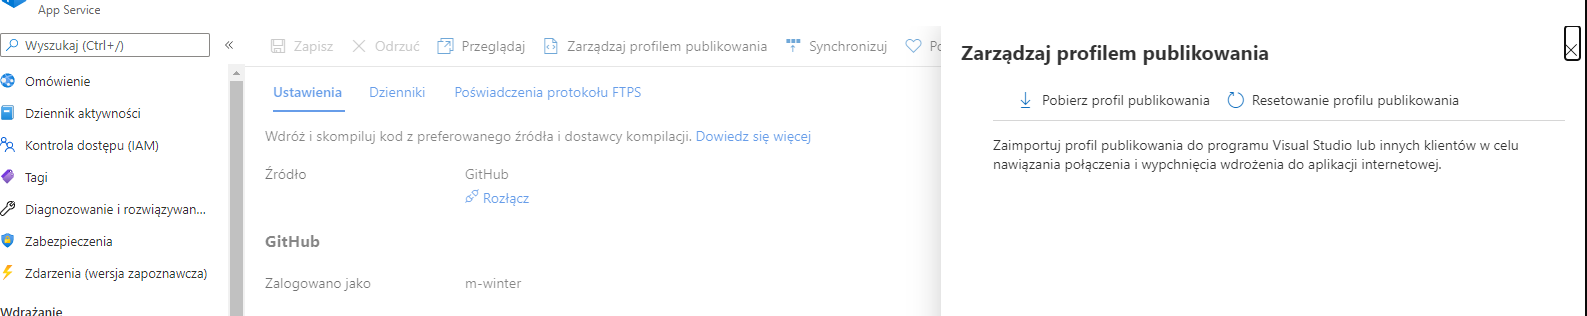 App Service
Wyszukaj (Ctrl+/)
«
Omówienie
Dziennik aktywności
Kontrola dostępu (IAM)
Tagi
Diagnozowanie i rozwiązywan...
Zabezpieczenia
Zdarzenia (wersja zapoznawcza)
Wdrażanie
Zapisz Odrzuć Przeglądaj Zarządzaj profilem publikowania Synchronizuj
Ustawienia Dzienniki Poświadczenia protokołu FTPS
Wdróż i skompiluj kod z preferowanego źródła i dostawcy kompilacji. Dowiedz się więcej
Źródło GitHub
Rozłącz
GitHub
Zalogowano jako m-winter
Zarządzaj profilem publikowania
Pobierz profil publikowania Resetowanie profilu publikowania
Zaimportuj profil publikowania do programu Visual Studio lub innych klientów w celu
nawiązania połączenia i wypchnięcia wdrożenia do aplikacji internetowej.